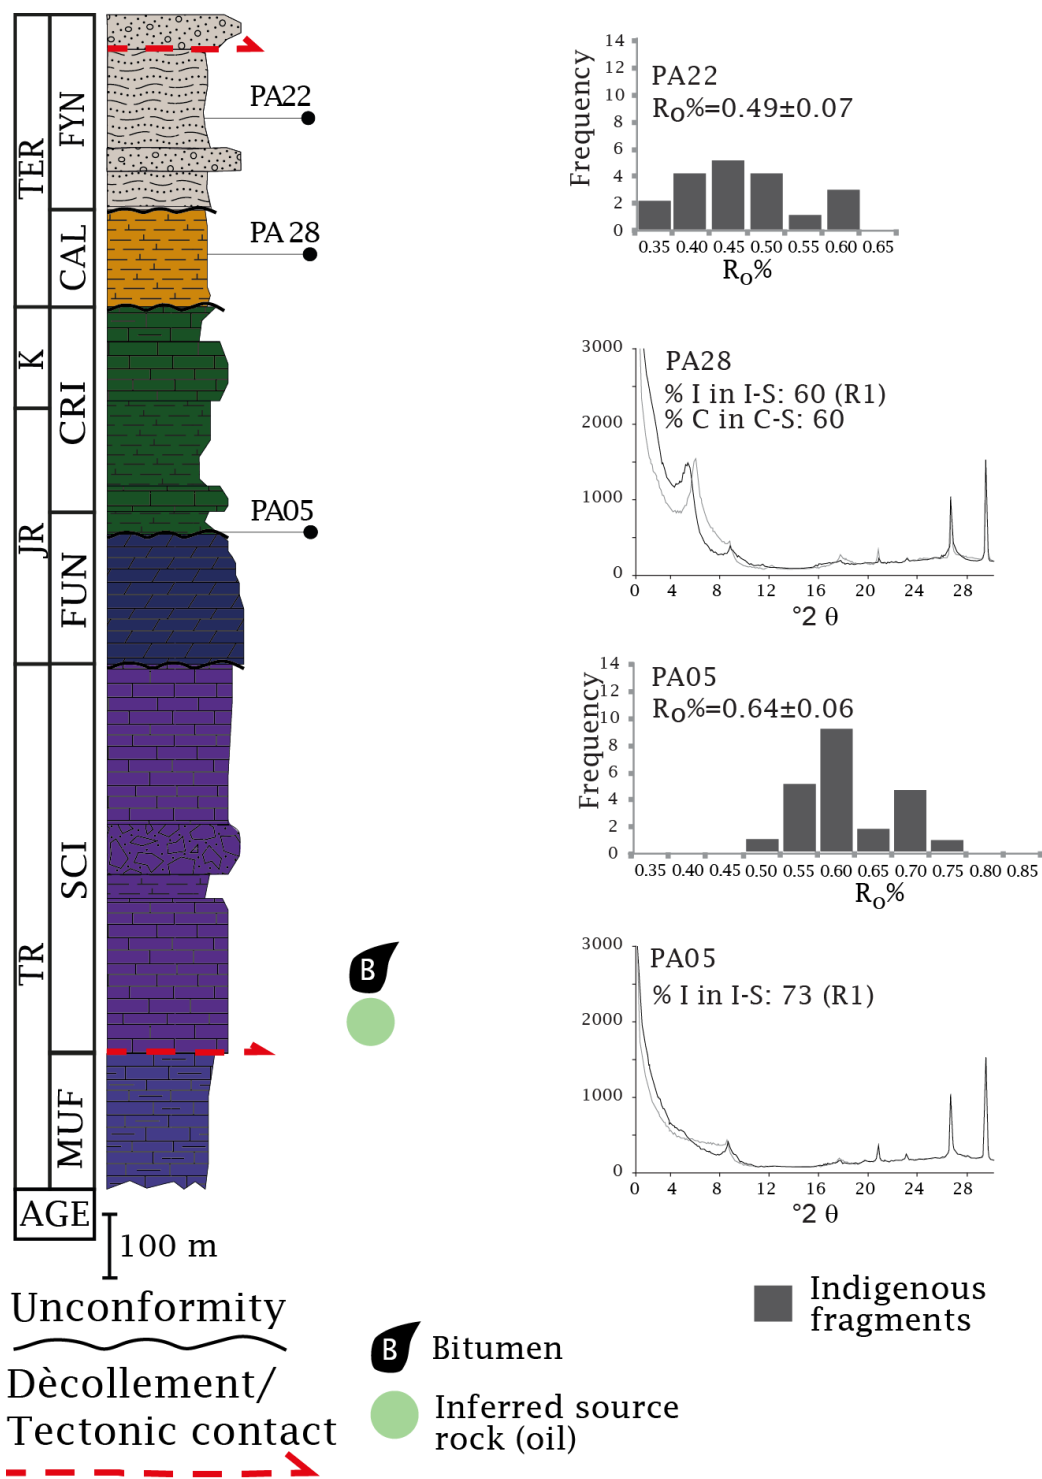 TER
FYN
CAL
K
CRI
JR
FUN
TR
SCI
MUF
AGE
PA22
PA 28
PA05
B
100 m
Unconformity
Dècollement/
Tectonic contact
B Bitumen
Inferred source
rock (oil)
Indigenous
fragments
Frequency
14
12
10
8
6
4
2
0
PA22
Ro%=0.49±0.07
0.35 0.40 0.45 0.50 0.55 0.60 0.65
Ro%
3000
2000
1000
0
PA28
% I in I-S: 60 (R1)
% C in C-S: 60
0 4 8 12 16 20 24 28
°2 θ
Frequency
14
12
10
8
6
4
2
0
PA05
Ro%=0.64±0.06
0.35 0.40 0.45 0.50 0.55 0.60 0.65 0.70 0.75 0.80 0.85
Ro%
3000
2000
1000
0
PA05
% I in I-S: 73 (R1)
0 4 8 12 16 20 24 28
°2 θ